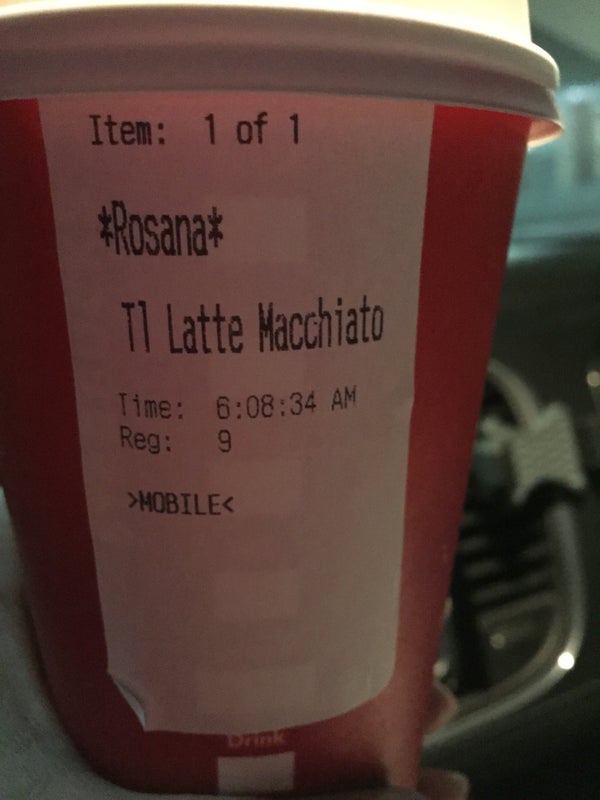 Item: 1 of 1
*Rosana*
Tl Latte Macchiato
Time: 6:08:34 AM
Reg: 9
>MOBILE<
Drink